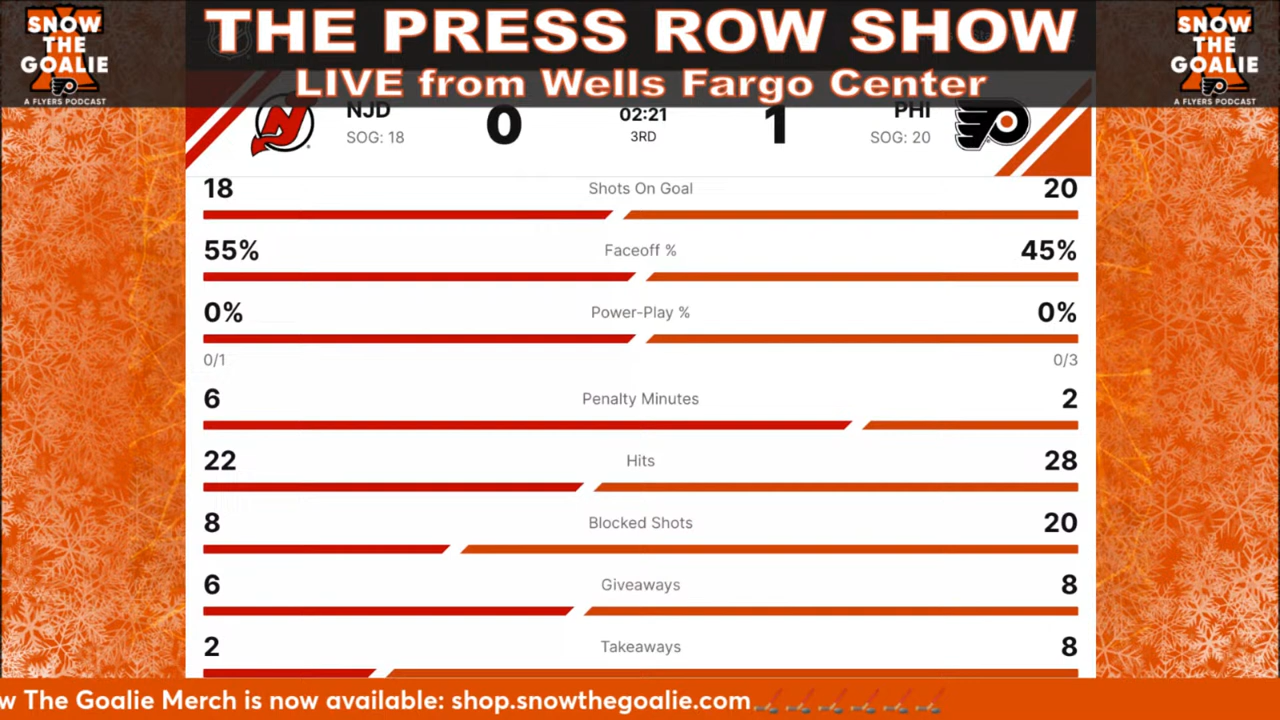 SNOW
THE
GOALIE
A FLYERS PODCAST
THE PRESS ROW SHOW
LIVE from Wells Fargo Center
SNOW
THE
GOALIE
A FLYERS PODCAST
NJD
SOG: 18
0
02:21
3RD
1
PHI
SOG: 20
18 Shots On Goal 20
55% Faceoff % 45%
0% Power-Play % 0%
0/1 0/3
6 Penalty Minutes 2
22 Hits 28
8 Blocked Shots 20
6 Giveaways 8
2 Takeaways 8
w The Goalie Merch is now available: shop.snowthegoalie.com